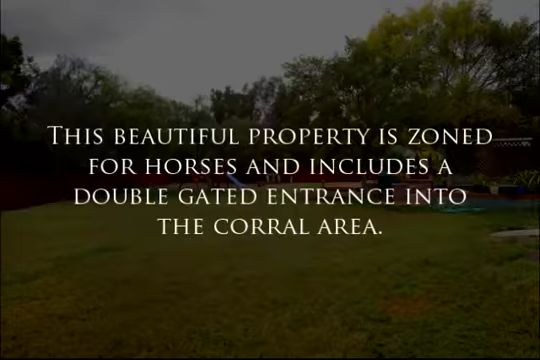 This beautiful property is zoned
for horses and includes a
double gated entrance into
the corral area.